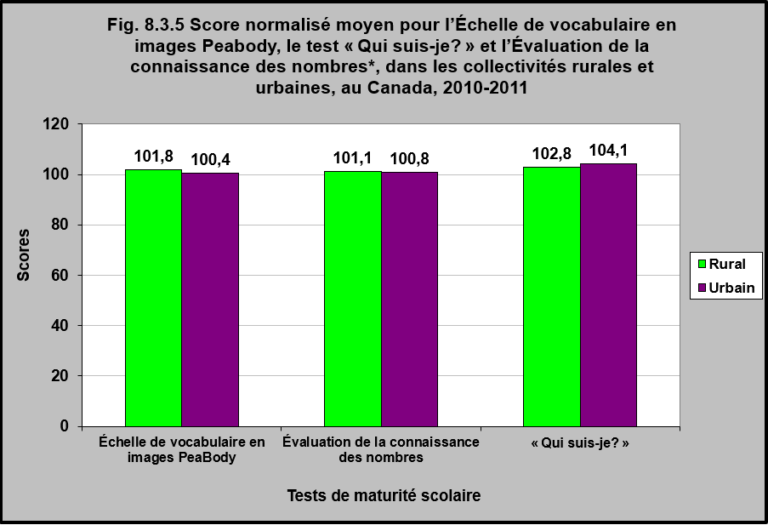 Fig. 8.3.5 Score normalisé moyen pour l’Échelle de vocabulaire en
images Peabody, le test « Qui suis-je? » et l’Évaluation de la
connaissance des nombres*, dans les collectivités rurales et
urbaines, au Canada, 2010-2011
120
100
80
60
40
20
0
Scores
101,8
100,4
101,1
100,8
102,8
104,1
Rural
Urbain
Échelle de vocabulaire en
images PeaBody
Évaluation de la connaissance
des nombres
« Qui suis-je? »
Tests de maturité scolaire